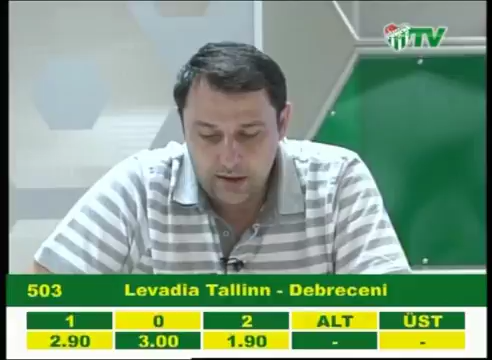 TV
503 Levadia Tallinn - Debreceni
1 0 2 ALT ÜST
2.90 3.00 1.90 - -